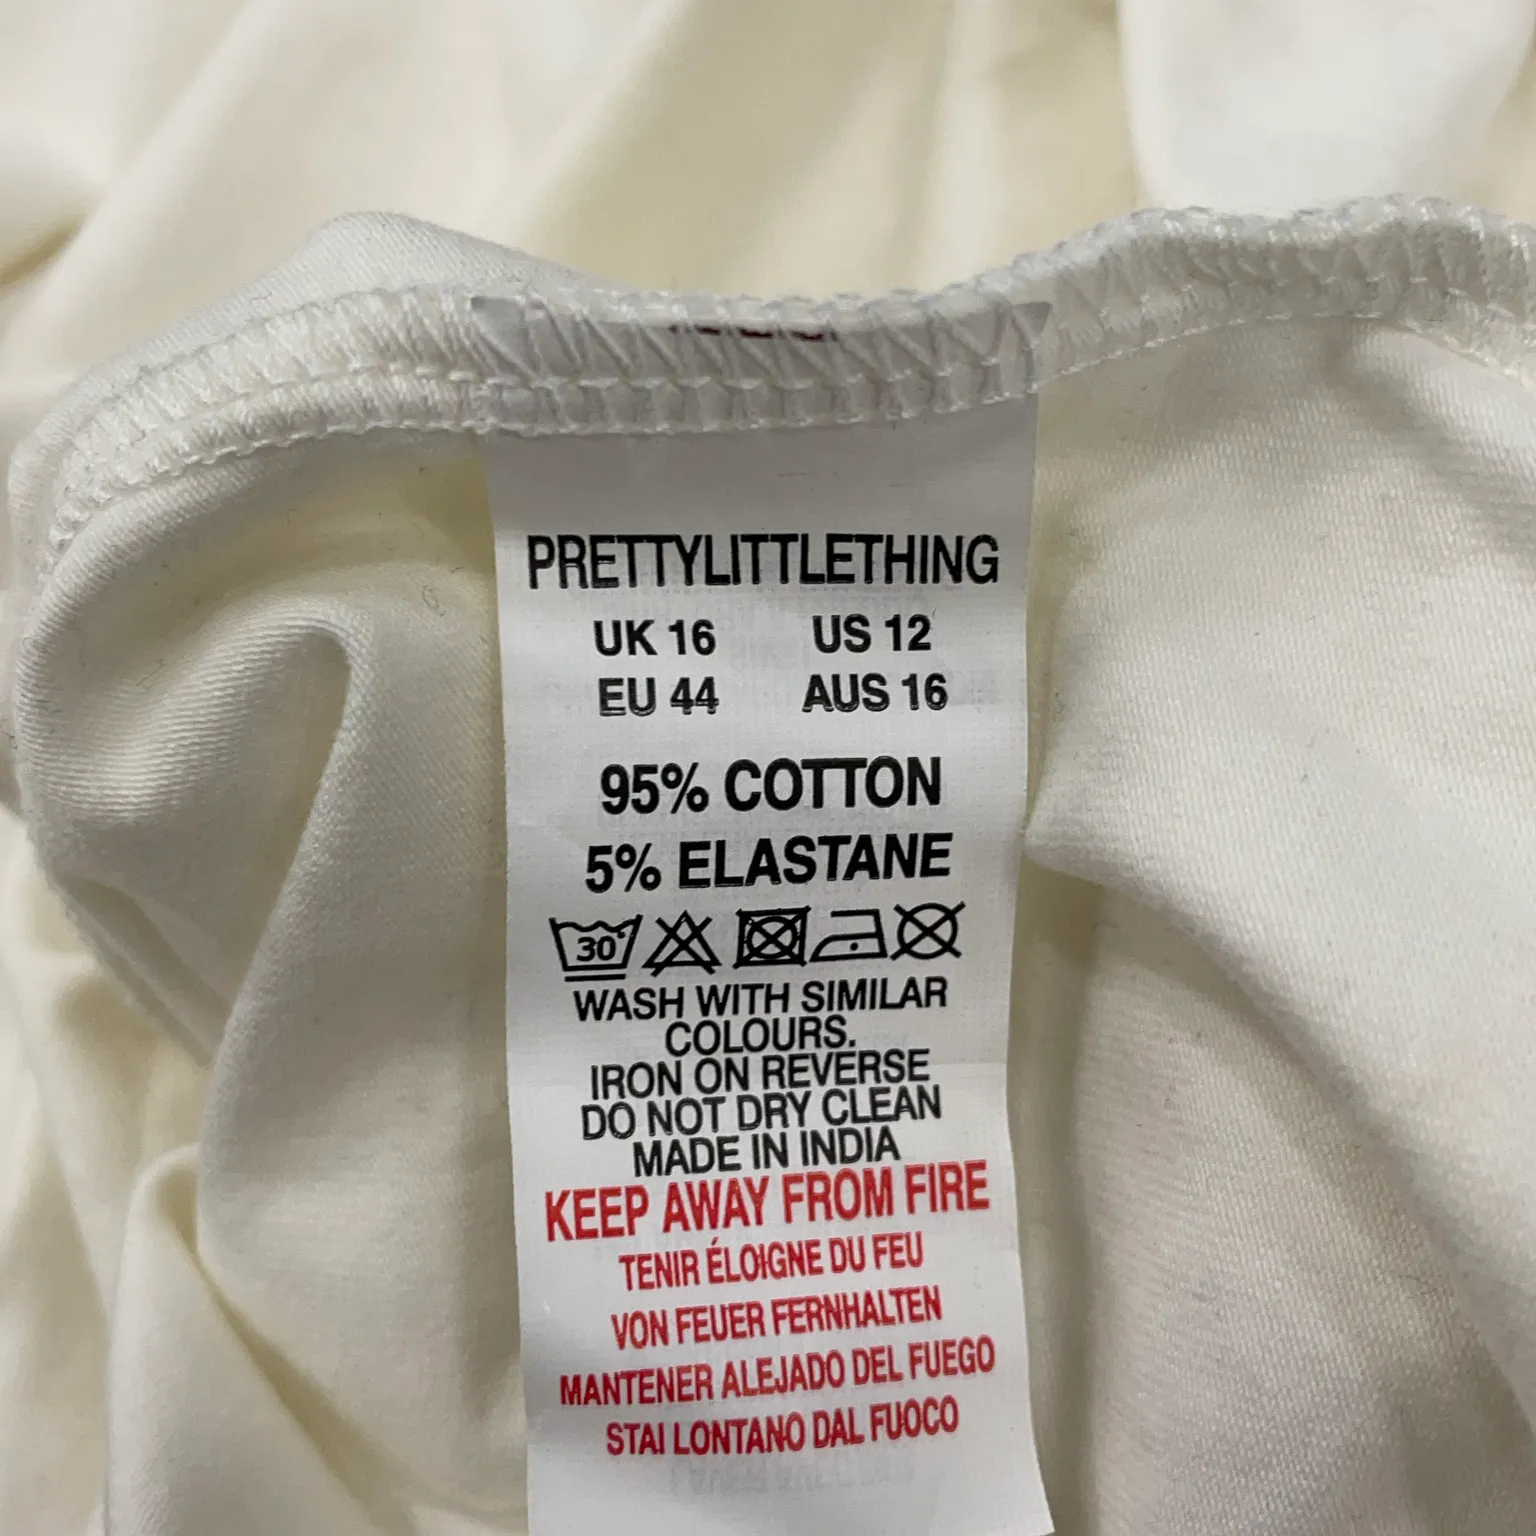 PRETTYLITTLETHING
UK 16 US 12
EU 44 AUS 16
95% COTTON
5% ELASTANE
30°
WASH WITH SIMILAR
COLOURS.
IRON ON REVERSE
DO NOT DRY CLEAN
MADE IN INDIA
KEEP AWAY FROM FIRE
TENIR ÉLOIGNE DU FEU
VON FEUER FERNHALTEN
MANTENER ALEJADO DEL FUEGO
STAI LONTANO DAL FUOCO